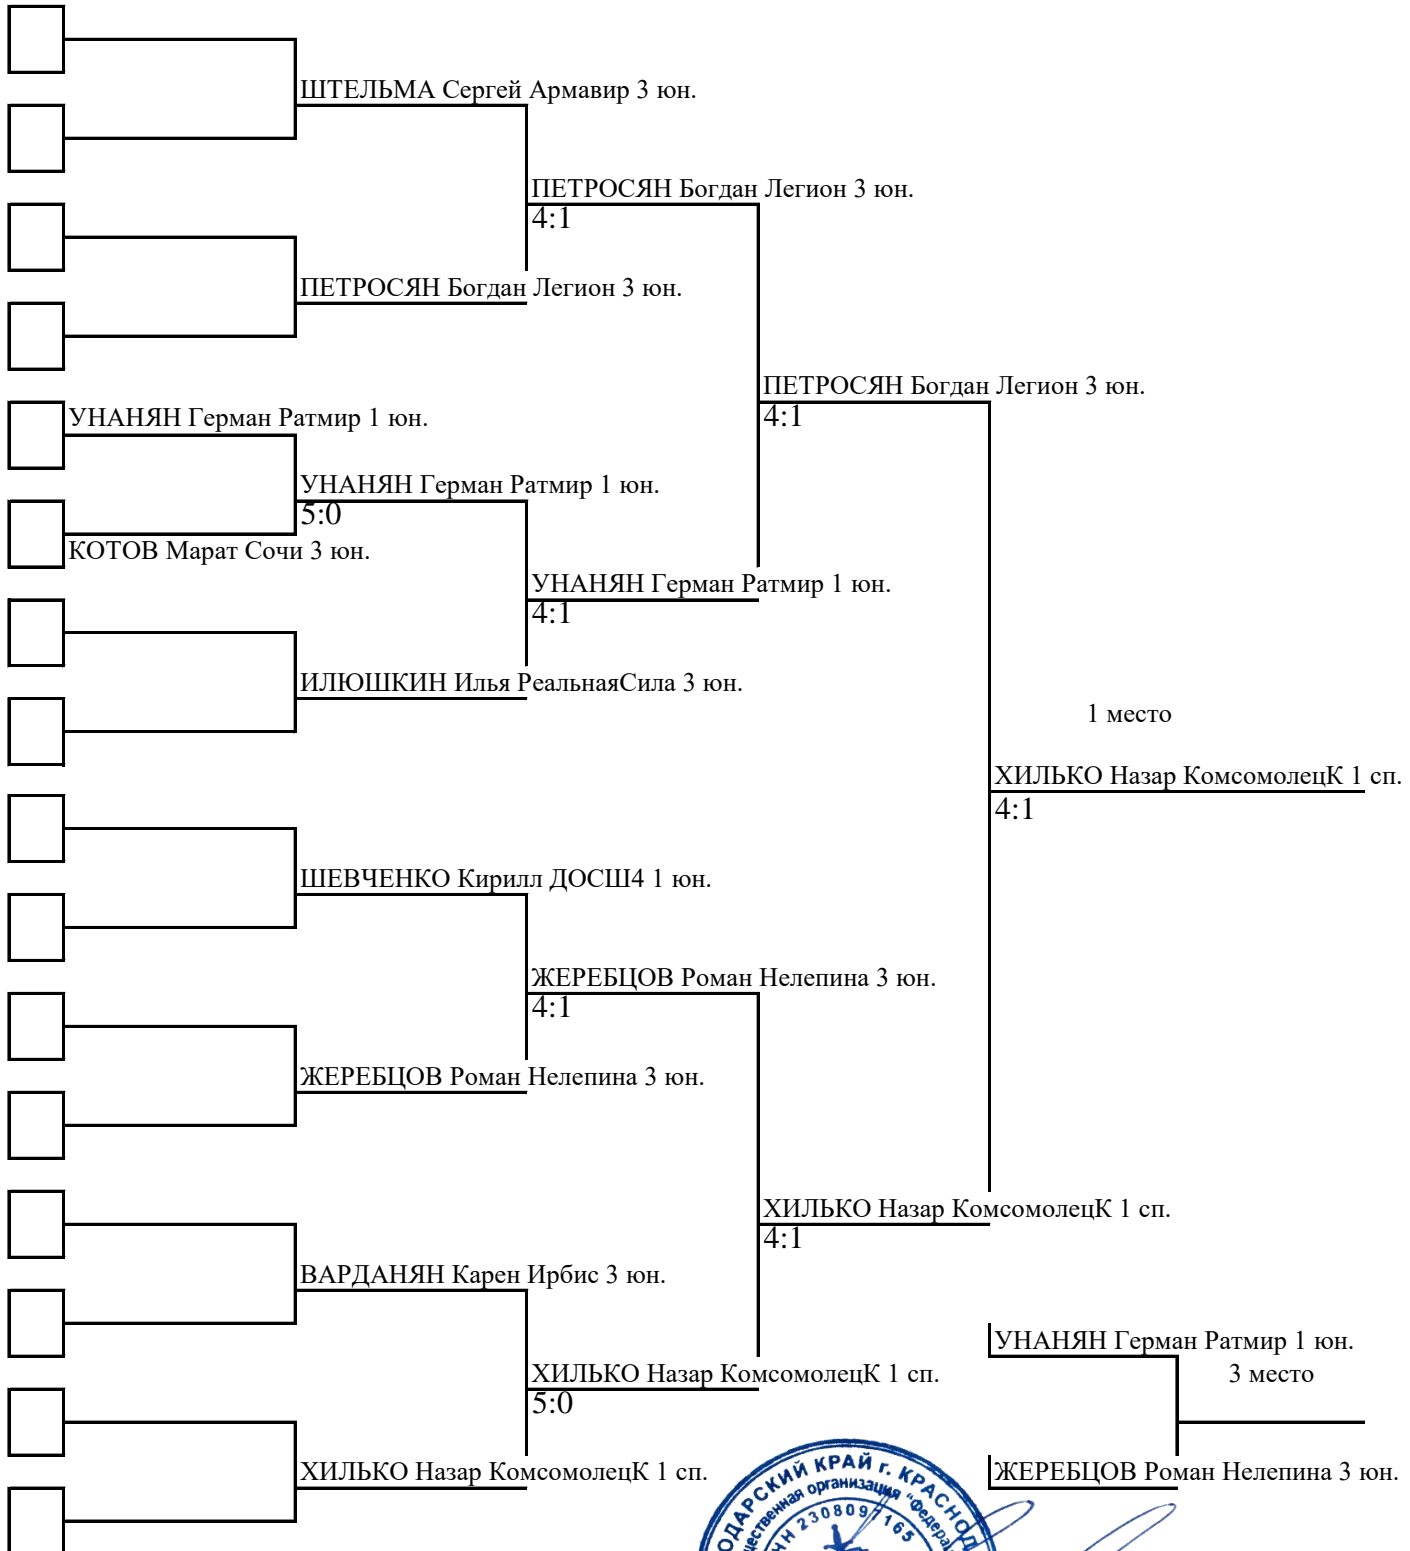 ШТЕЛЬМА Сергей Армавир 3 юн.
ПЕТРОСЯН Богдан Легион 3 юн.
4:1
ПЕТРОСЯН Богдан Легион 3 юн.
ПЕТРОСЯН Богдан Легион 3 юн.
4:1
УНАНЯН Герман Ратмир 1 юн.
УНАНЯН Герман Ратмир 1 юн.
5:0
КОТОВ Марат Сочи 3 юн.
УНАНЯН Герман Ратмир 1 юн.
4:1
ИЛЮШКИН Илья РеальнаяСила 3 юн.
1 место
ХИЛЬКО Назар КомсомолецК 1 сп.
4:1
ШЕВЧЕНКО Кирилл ДОСШ4 1 юн.
ЖЕРЕБЦОВ Роман Нелепина 3 юн.
4:1
ЖЕРЕБЦОВ Роман Нелепина 3 юн.
ХИЛЬКО Назар КомсомолецК 1 сп.
4:1
ВАРДАНЯН Карен Ирбис 3 юн.
УНАНЯН Герман Ратмир 1 юн.
3 место
ХИЛЬКО Назар КомсомолецК 1 сп.
5:0
ХИЛЬКО Назар КомсомолецК 1 сп.
ЖЕРЕБЦОВ Роман Нелепина 3 юн.
КРАЙ г.
организация
2308097165